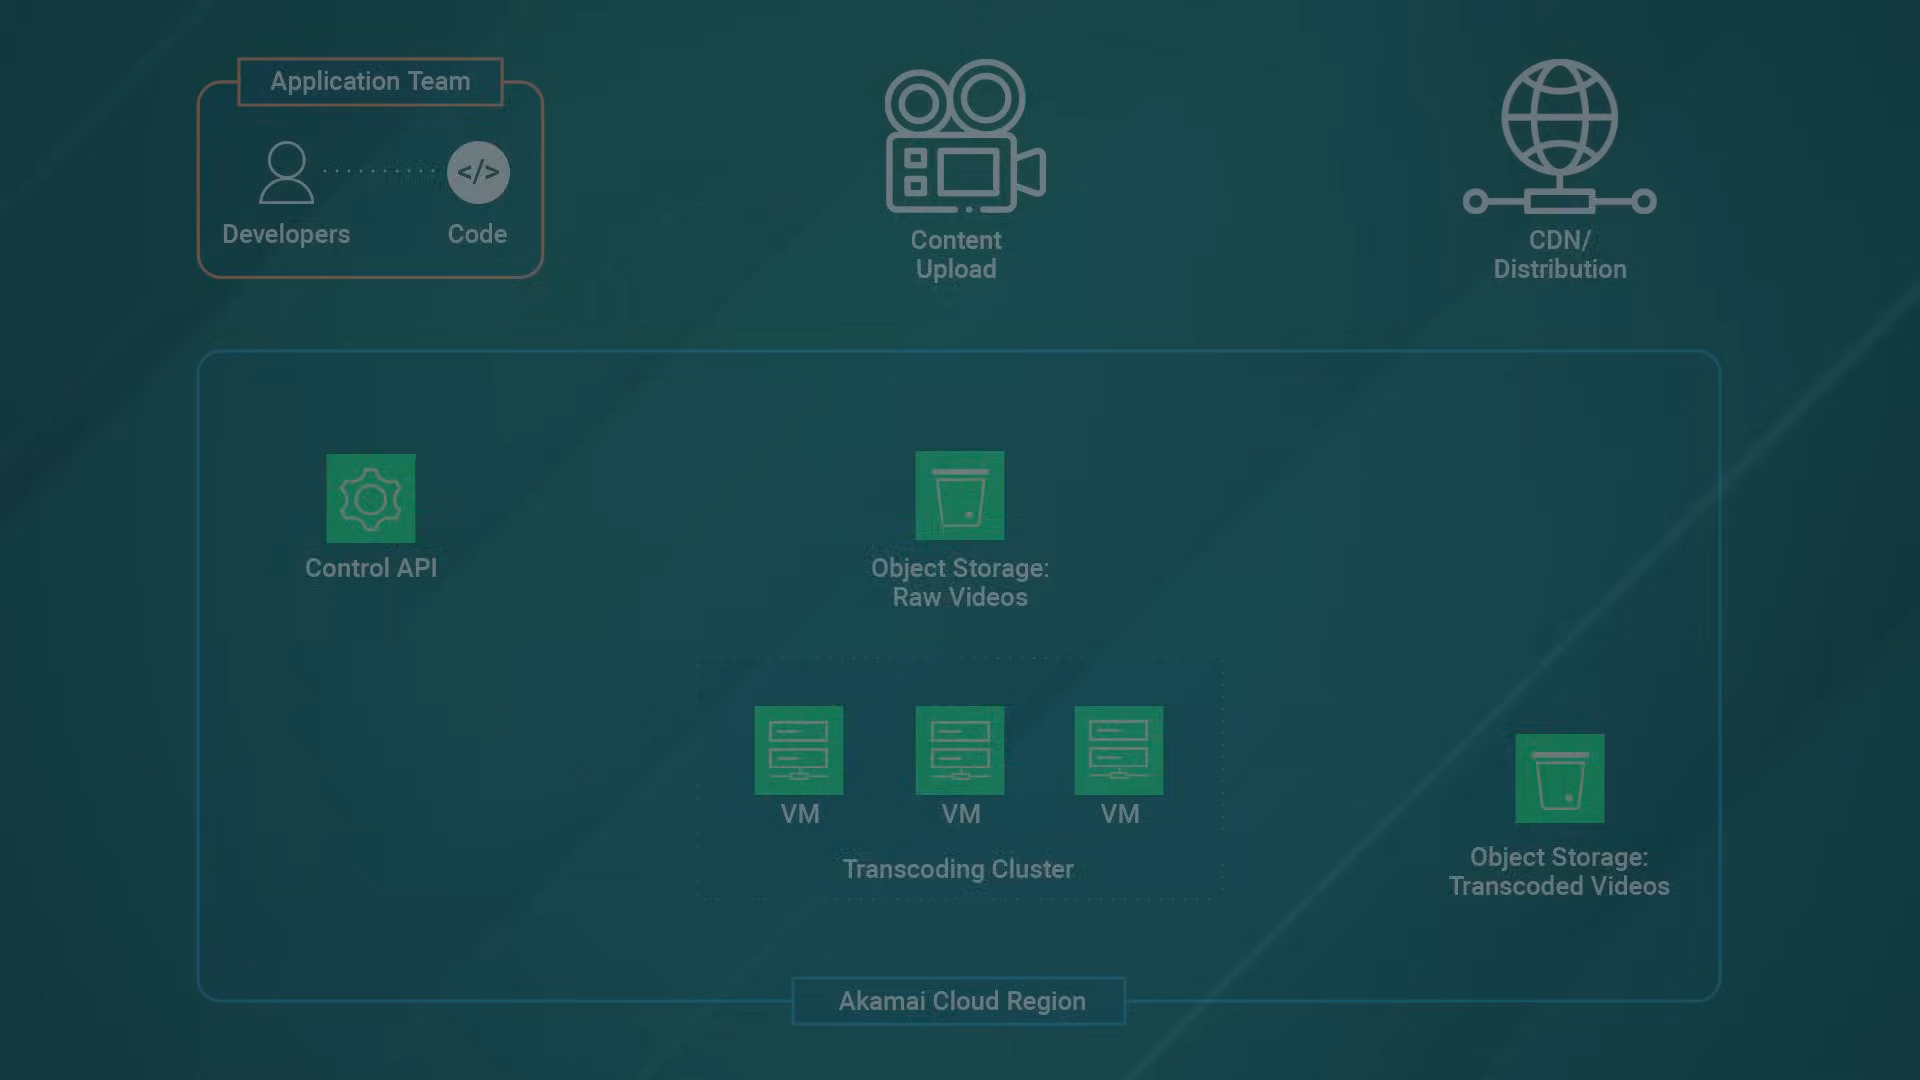 Application Team
</>
Developers
Code
Content
Upload
CDN/
Distribution
Control API
Object Storage:
Raw Videos
VM
VM
VM
Transcoding Cluster
Object Storage:
Transcoded Videos
Akamai Cloud Region